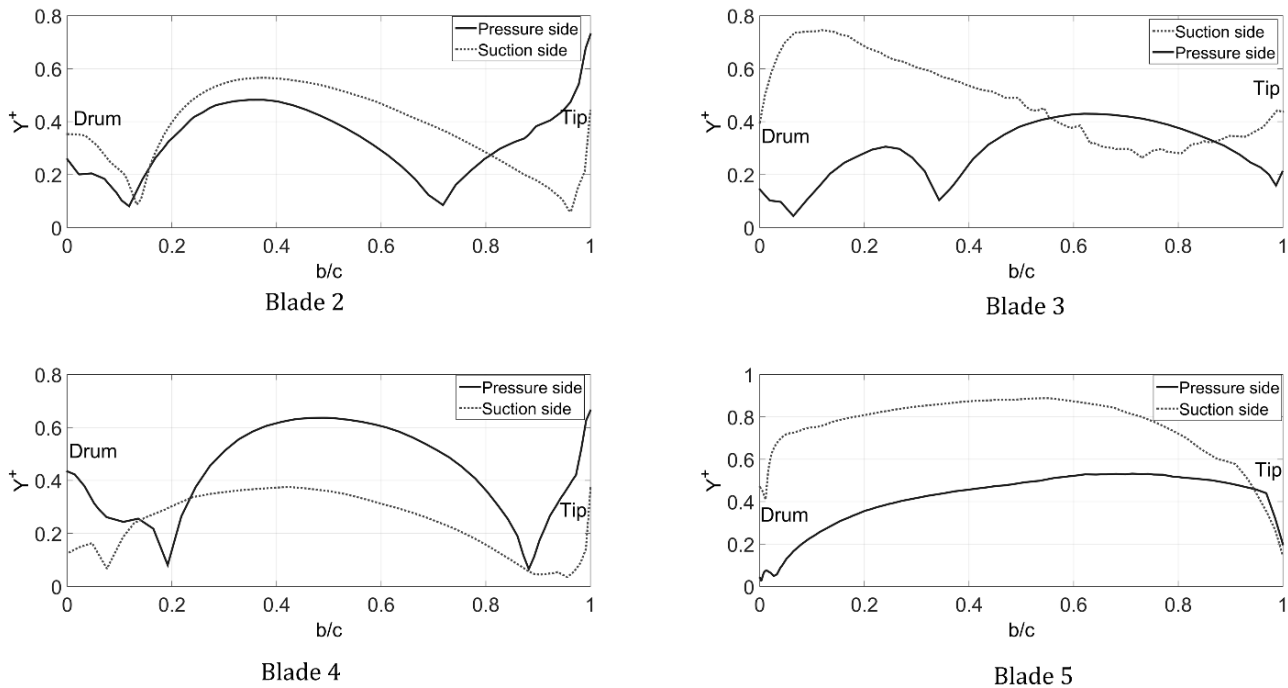 0.8
0.6
0.4
0.2
0
Y+
Drum
Tip
Pressure side
Suction side
0 0.2 0.4 0.6 0.8 1
b/c
Blade 2
0.8
0.6
0.4
0.2
0
Y+
Drum
Tip
Suction side
Pressure side
0 0.2 0.4 0.6 0.8 1
b/c
Blade 3
0.8
0.6
0.4
0.2
0
Y+
Drum
Tip
Pressure side
Suction side
0 0.2 0.4 0.6 0.8 1
b/c
Blade 4
1
0.8
0.6
0.4
0.2
0
Y+
Drum
Tip
Pressure side
Suction side
0 0.2 0.4 0.6 0.8 1
b/c
Blade 5